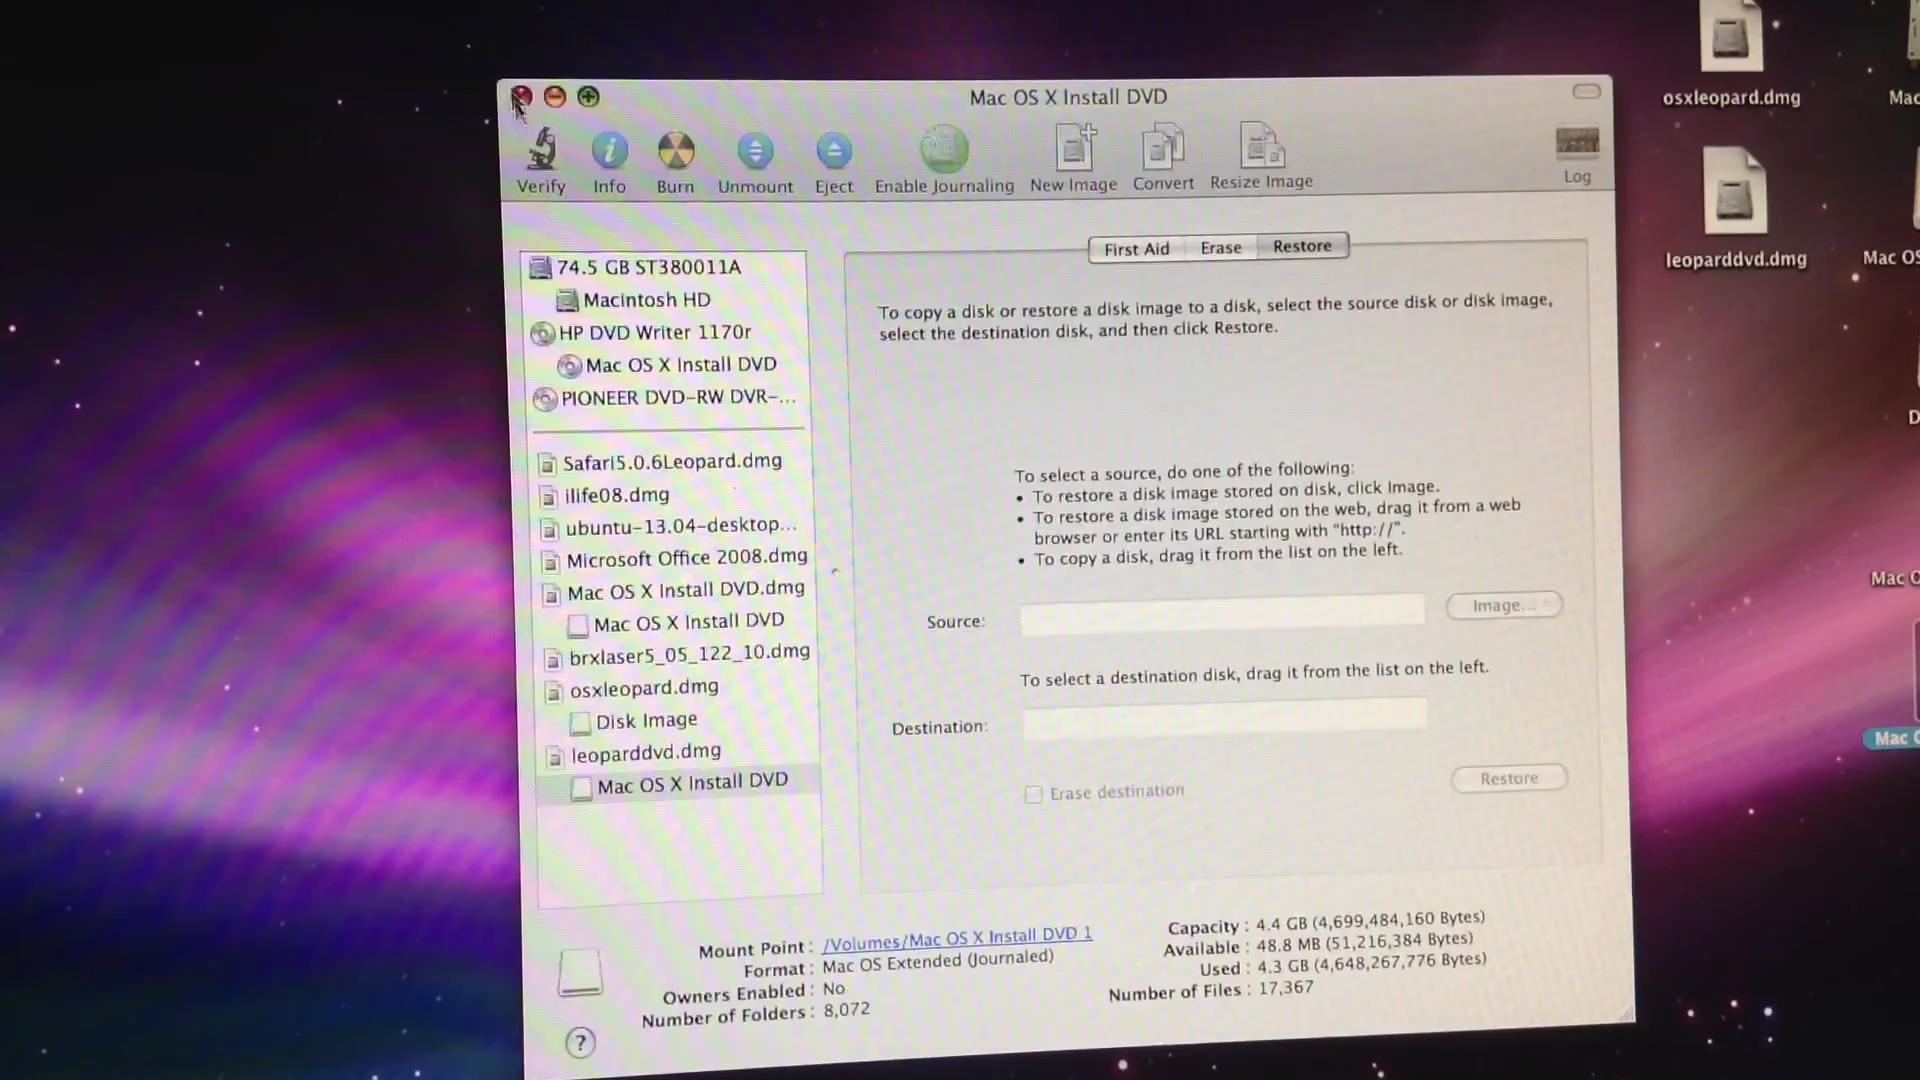 Mac OS X Install DVD
Verify
Info
Burn
Unmount
Eject
Enable Journaling
New Image
Convert
Resize Image
Log
74.5 GB ST380011A
Macintosh HD
HP DVD Writer 1170r
Mac OS X Install DVD
PIONEER DVD-RW DVR-...
Safari5.0.6Leopard.dmg
ilife08.dmg
ubuntu-13.04-desktop...
Microsoft Office 2008.dmg
Mac OS X Install DVD.dmg
Mac OS X Install DVD
brxlaser5_05_122_10.dmg
osxleopard.dmg
Disk Image
leoparddvd.dmg
Mac OS X Install DVD
First Aid
Erase
Restore
To copy a disk or restore a disk image to a disk, select the source disk or disk image,
select the destination disk, and then click Restore.
To select a source, do one of the following:
• To restore a disk image stored on disk, click Image.
• To restore a disk image stored on the web, drag it from a web
browser or enter its URL starting with "http://".
• To copy a disk, drag it from the list on the left.
Source:
Image...
To select a destination disk, drag it from the list on the left.
Destination:
Erase destination
Restore
Mount Point : /Volumes/Mac OS X Install DVD 1
Format : Mac OS Extended (Journaled)
Owners Enabled : No
Number of Folders : 8,072
Capacity : 4.4 GB (4,699,484,160 Bytes)
Available : 48.8 MB (51,216,384 Bytes)
Used : 4.3 GB (4,648,267,776 Bytes)
Number of Files : 17,367
?
osxleopard.dmg
leoparddvd.dmg
Mac
Mac OS
D
Mac O
Mac